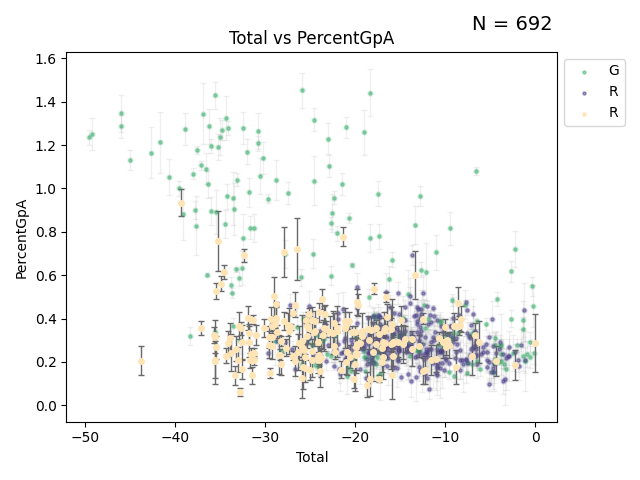 N = 692
Total vs PercentGpA
G
R
R
PercentGpA
1.6
1.4
1.2
1.0
0.8
0.6
0.4
0.2
0.0
−50 −40 −30 −20 −10 0
Total